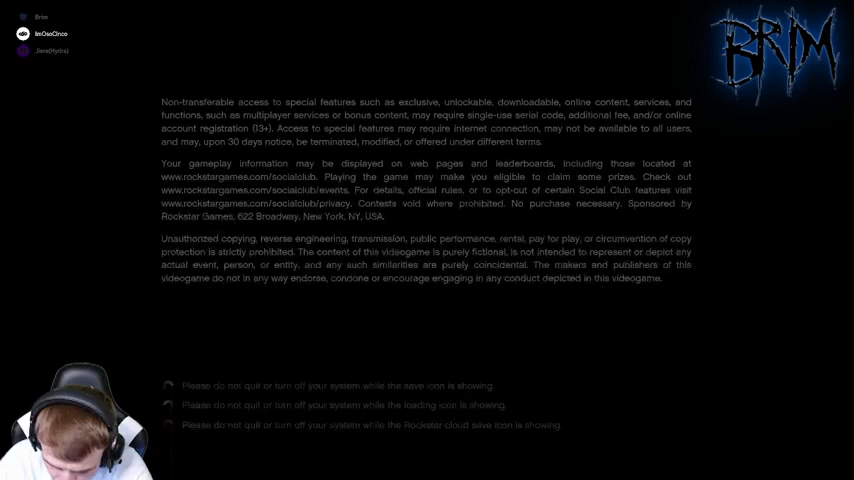 Brim
ImOsoCinco
Jiere(Hydra)
BRIM
Non-transferable access to special features such as exclusive, unlockable, downloadable, online content, services, and
functions, such as multiplayer services or bonus content, may require single-use serial code, additional fee, and/or online
account registration (13+). Access to special features may require internet connection, may not be available to all users,
and may, upon 30 days notice, be terminated, modified, or offered under different terms.
Your gameplay information may be displayed on web pages and leaderboards, including those located at
www.rockstargames.com/socialclub. Playing the game may make you eligible to claim some prizes. Check out
www.rockstargames.com/socialclub/events. For details, official rules, or to opt-out of certain Social Club features visit
www.rockstargames.com/socialclub/privacy. Contests void where prohibited. No purchase necessary. Sponsored by
Rockstar Games, 622 Broadway, New York, NY, USA.
Unauthorized copying, reverse engineering, transmission, public performance, rental, pay for play, or circumvention of copy
protection is strictly prohibited. The content of this videogame is purely fictional, is not intended to represent or depict any
actual event, person, or entity, and any such similarities are purely coincidental. The makers and publishers of this
videogame do not in any way endorse, condone or encourage engaging in any conduct depicted in this videogame.
Please do not quit or turn off your system while the save icon is showing.
Please do not quit or turn off your system while the loading icon is showing.
Please do not quit or turn off your system while the Rockstar cloud save icon is showing.